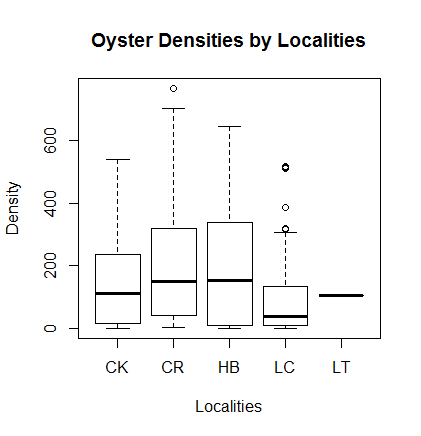 Oyster Densities by Localities
Density
600
400
200
0
CK CR HB LC LT
Localities